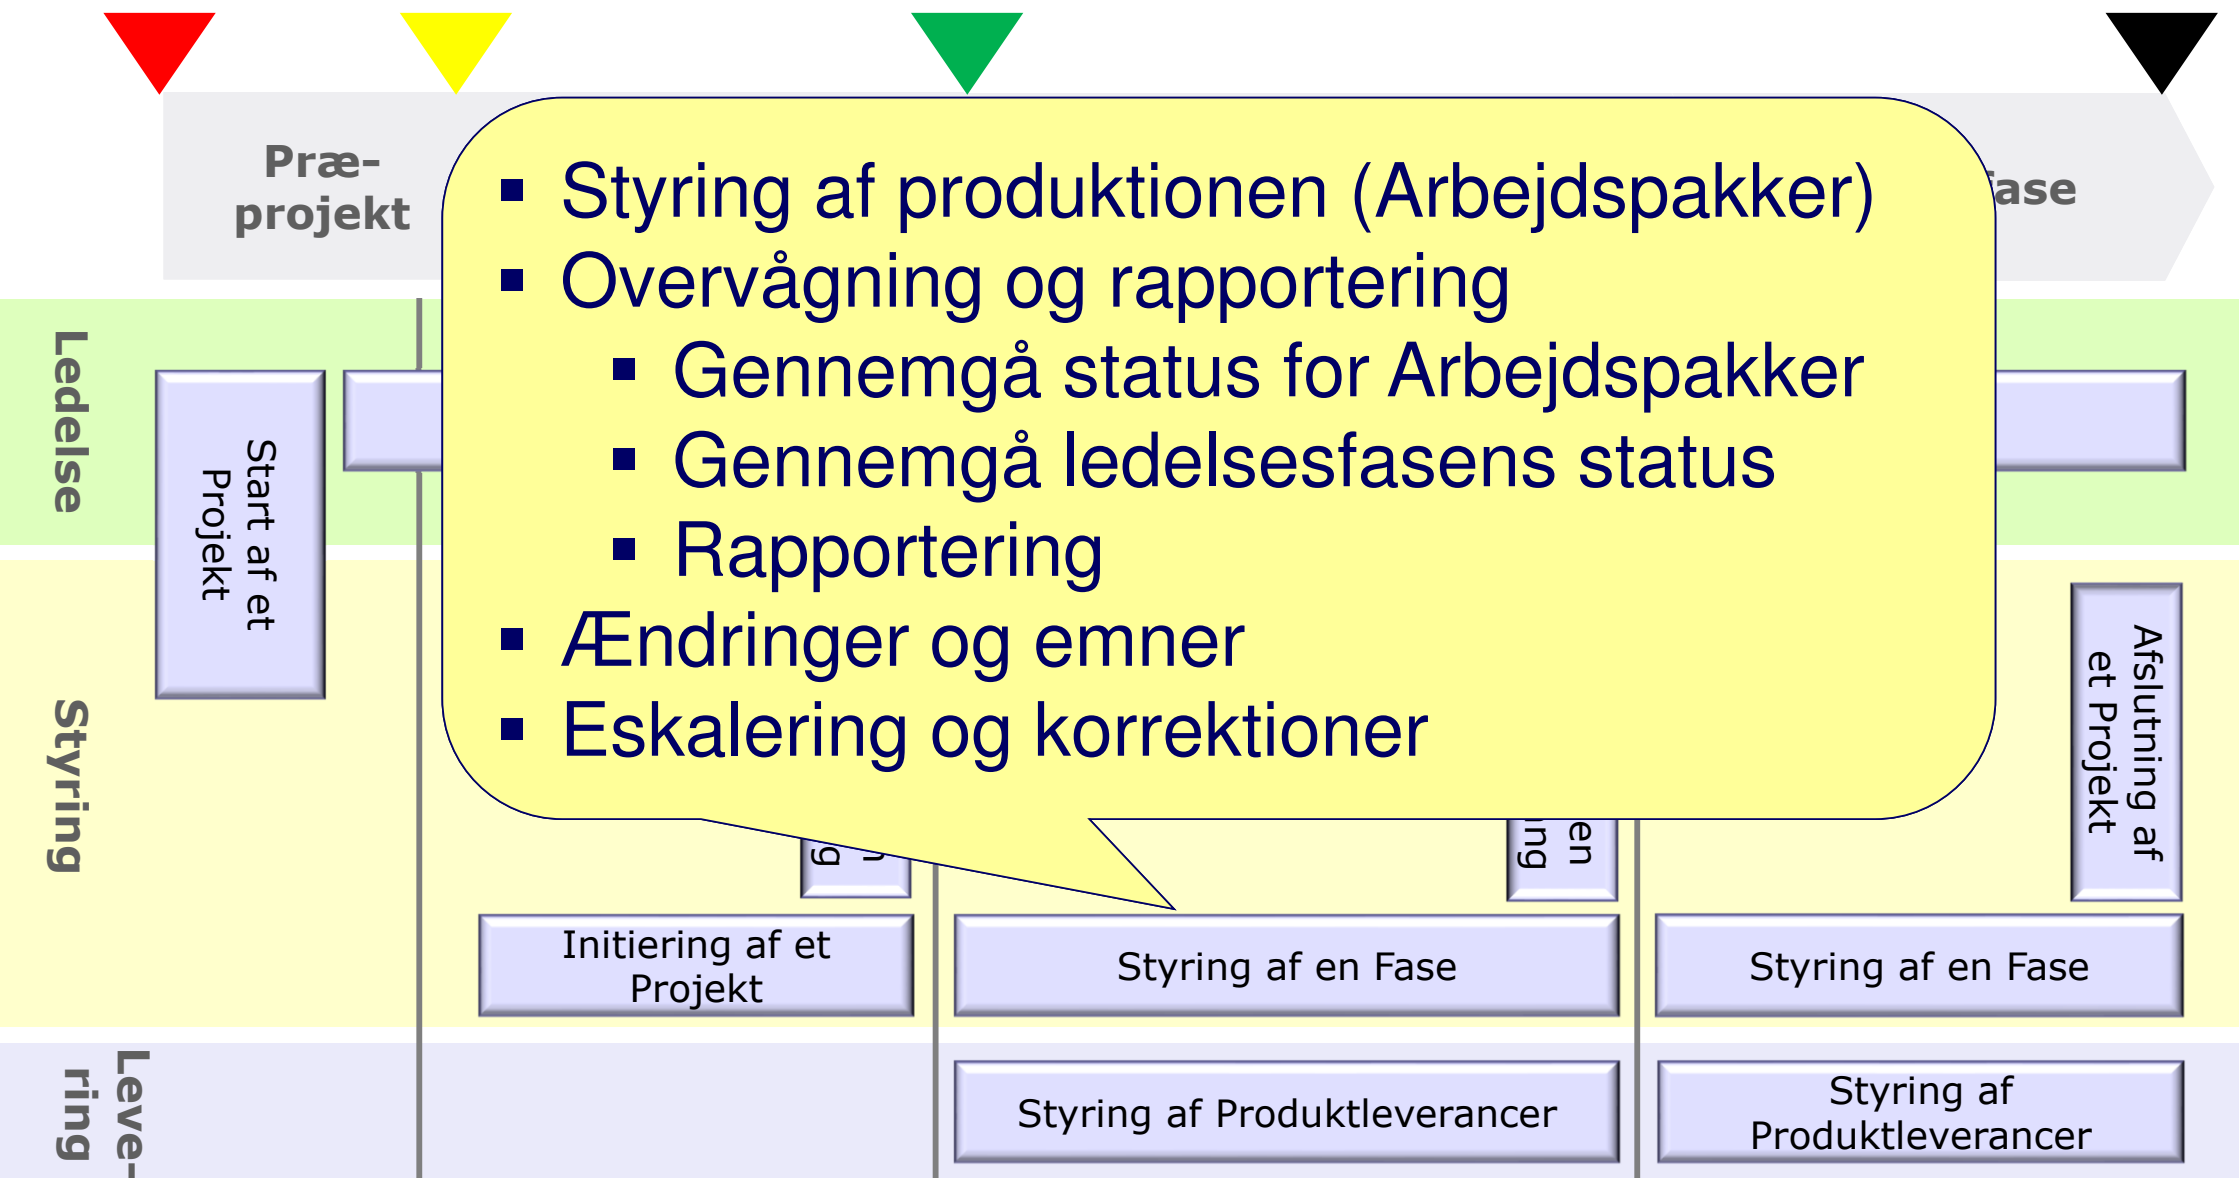 Præ-
projekt
▪ Styring af produktionen (Arbejdspakker)
▪ Overvågning og rapportering
▪ Gennemgå status for Arbejdspakker
▪ Gennemgå ledelsesfasens status
▪ Rapportering
▪ Ændringer og emner
▪ Eskalering og korrektioner
Ledelse
Start af et
Projekt
Styring
Afslutning af
et Projekt
Initiering af et
Projekt
Styring af en Fase
Styring af en Fase
Leve-
ring
Styring af Produktleverancer
Styring af
Produktleverancer